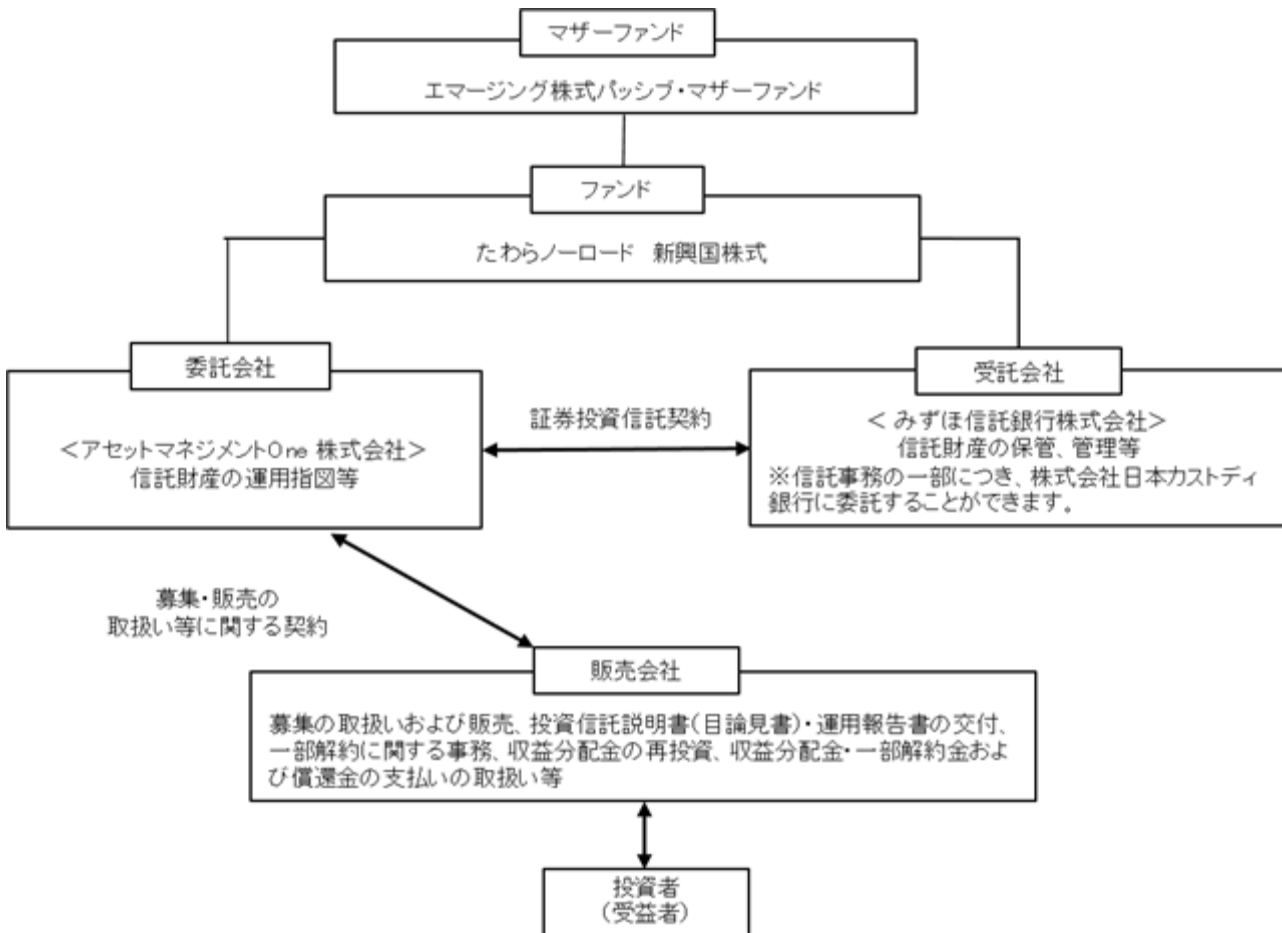 マザーファンド
エマージング株式パッシブ・マザーファンド
ファンド
たわらノーロード 新興国株式
委託会社
<アセットマネジメントOne 株式会社>
信託財産の運用指図等
証券投資信託契約
受託会社
< みずほ信託銀行株式会社>
信託財産の保管、管理等
※信託事務の一部につき、株式会社日本カストディ
銀行に委託することができます。
募集・販売の
取扱い等に関する契約
販売会社
募集の取扱いおよび販売、投資信託説明書(目論見書)・運用報告書の交付、
一部解約に関する事務、収益分配金の再投資、収益分配金・一部解約金およ
び償還金の支払いの取扱い等
投資者
(受益者)